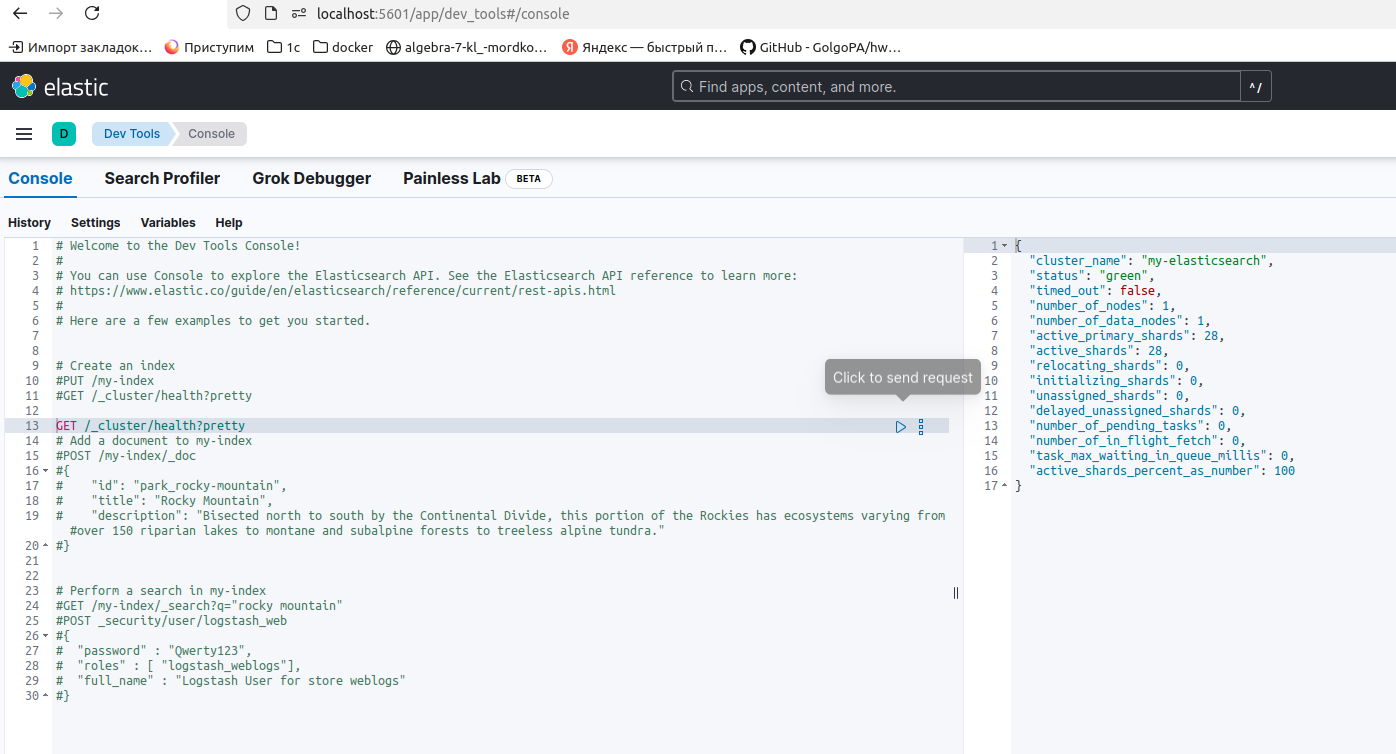 localhost:5601/app/dev_tools#/console
Импорт закладок… Приступим 1c docker algebra-7-kl_-mordko… Яндекс — быстрый п… GitHub - GolgoPA/hw…
elastic Find apps, content, and more. ^/
D Dev Tools Console
Console Search Profiler Grok Debugger Painless Lab BETA
History Settings Variables Help
1 # Welcome to the Dev Tools Console!
2 #
3 # You can use Console to explore the Elasticsearch API. See the Elasticsearch API reference to learn more:
4 # https://www.elastic.co/guide/en/elasticsearch/reference/current/rest-apis.html
5 #
6 # Here are a few examples to get you started.
7
8
9 # Create an index
10 #PUT /my-index
11 #GET /_cluster/health?pretty
12
13 GET /_cluster/health?pretty
14 # Add a document to my-index
15 #POST /my-index/_doc
16 #{
17 #    "id": "park_rocky-mountain",
18 #    "title": "Rocky Mountain",
19 #    "description": "Bisected north to south by the Continental Divide, this portion of the Rockies has ecosystems varying from
#over 150 riparian lakes to montane and subalpine forests to treeless alpine tundra."
20 #}
21
22
23 # Perform a search in my-index
24 #GET /my-index/_search?q="rocky mountain"
25 #POST _security/user/logstash_web
26 #{
27 #  "password" : "Qwerty123",
28 #  "roles" : [ "logstash_weblogs"],
29 #  "full_name" : "Logstash User for store weblogs"
30 #}
Click to send request
1 {
2 "cluster_name": "my-elasticsearch",
3 "status": "green",
4 "timed_out": false,
5 "number_of_nodes": 1,
6 "number_of_data_nodes": 1,
7 "active_primary_shards": 28,
8 "active_shards": 28,
9 "relocating_shards": 0,
10 "initializing_shards": 0,
11 "unassigned_shards": 0,
12 "delayed_unassigned_shards": 0,
13 "number_of_pending_tasks": 0,
14 "number_of_in_flight_fetch": 0,
15 "task_max_waiting_in_queue_millis": 0,
16 "active_shards_percent_as_number": 100
17 }